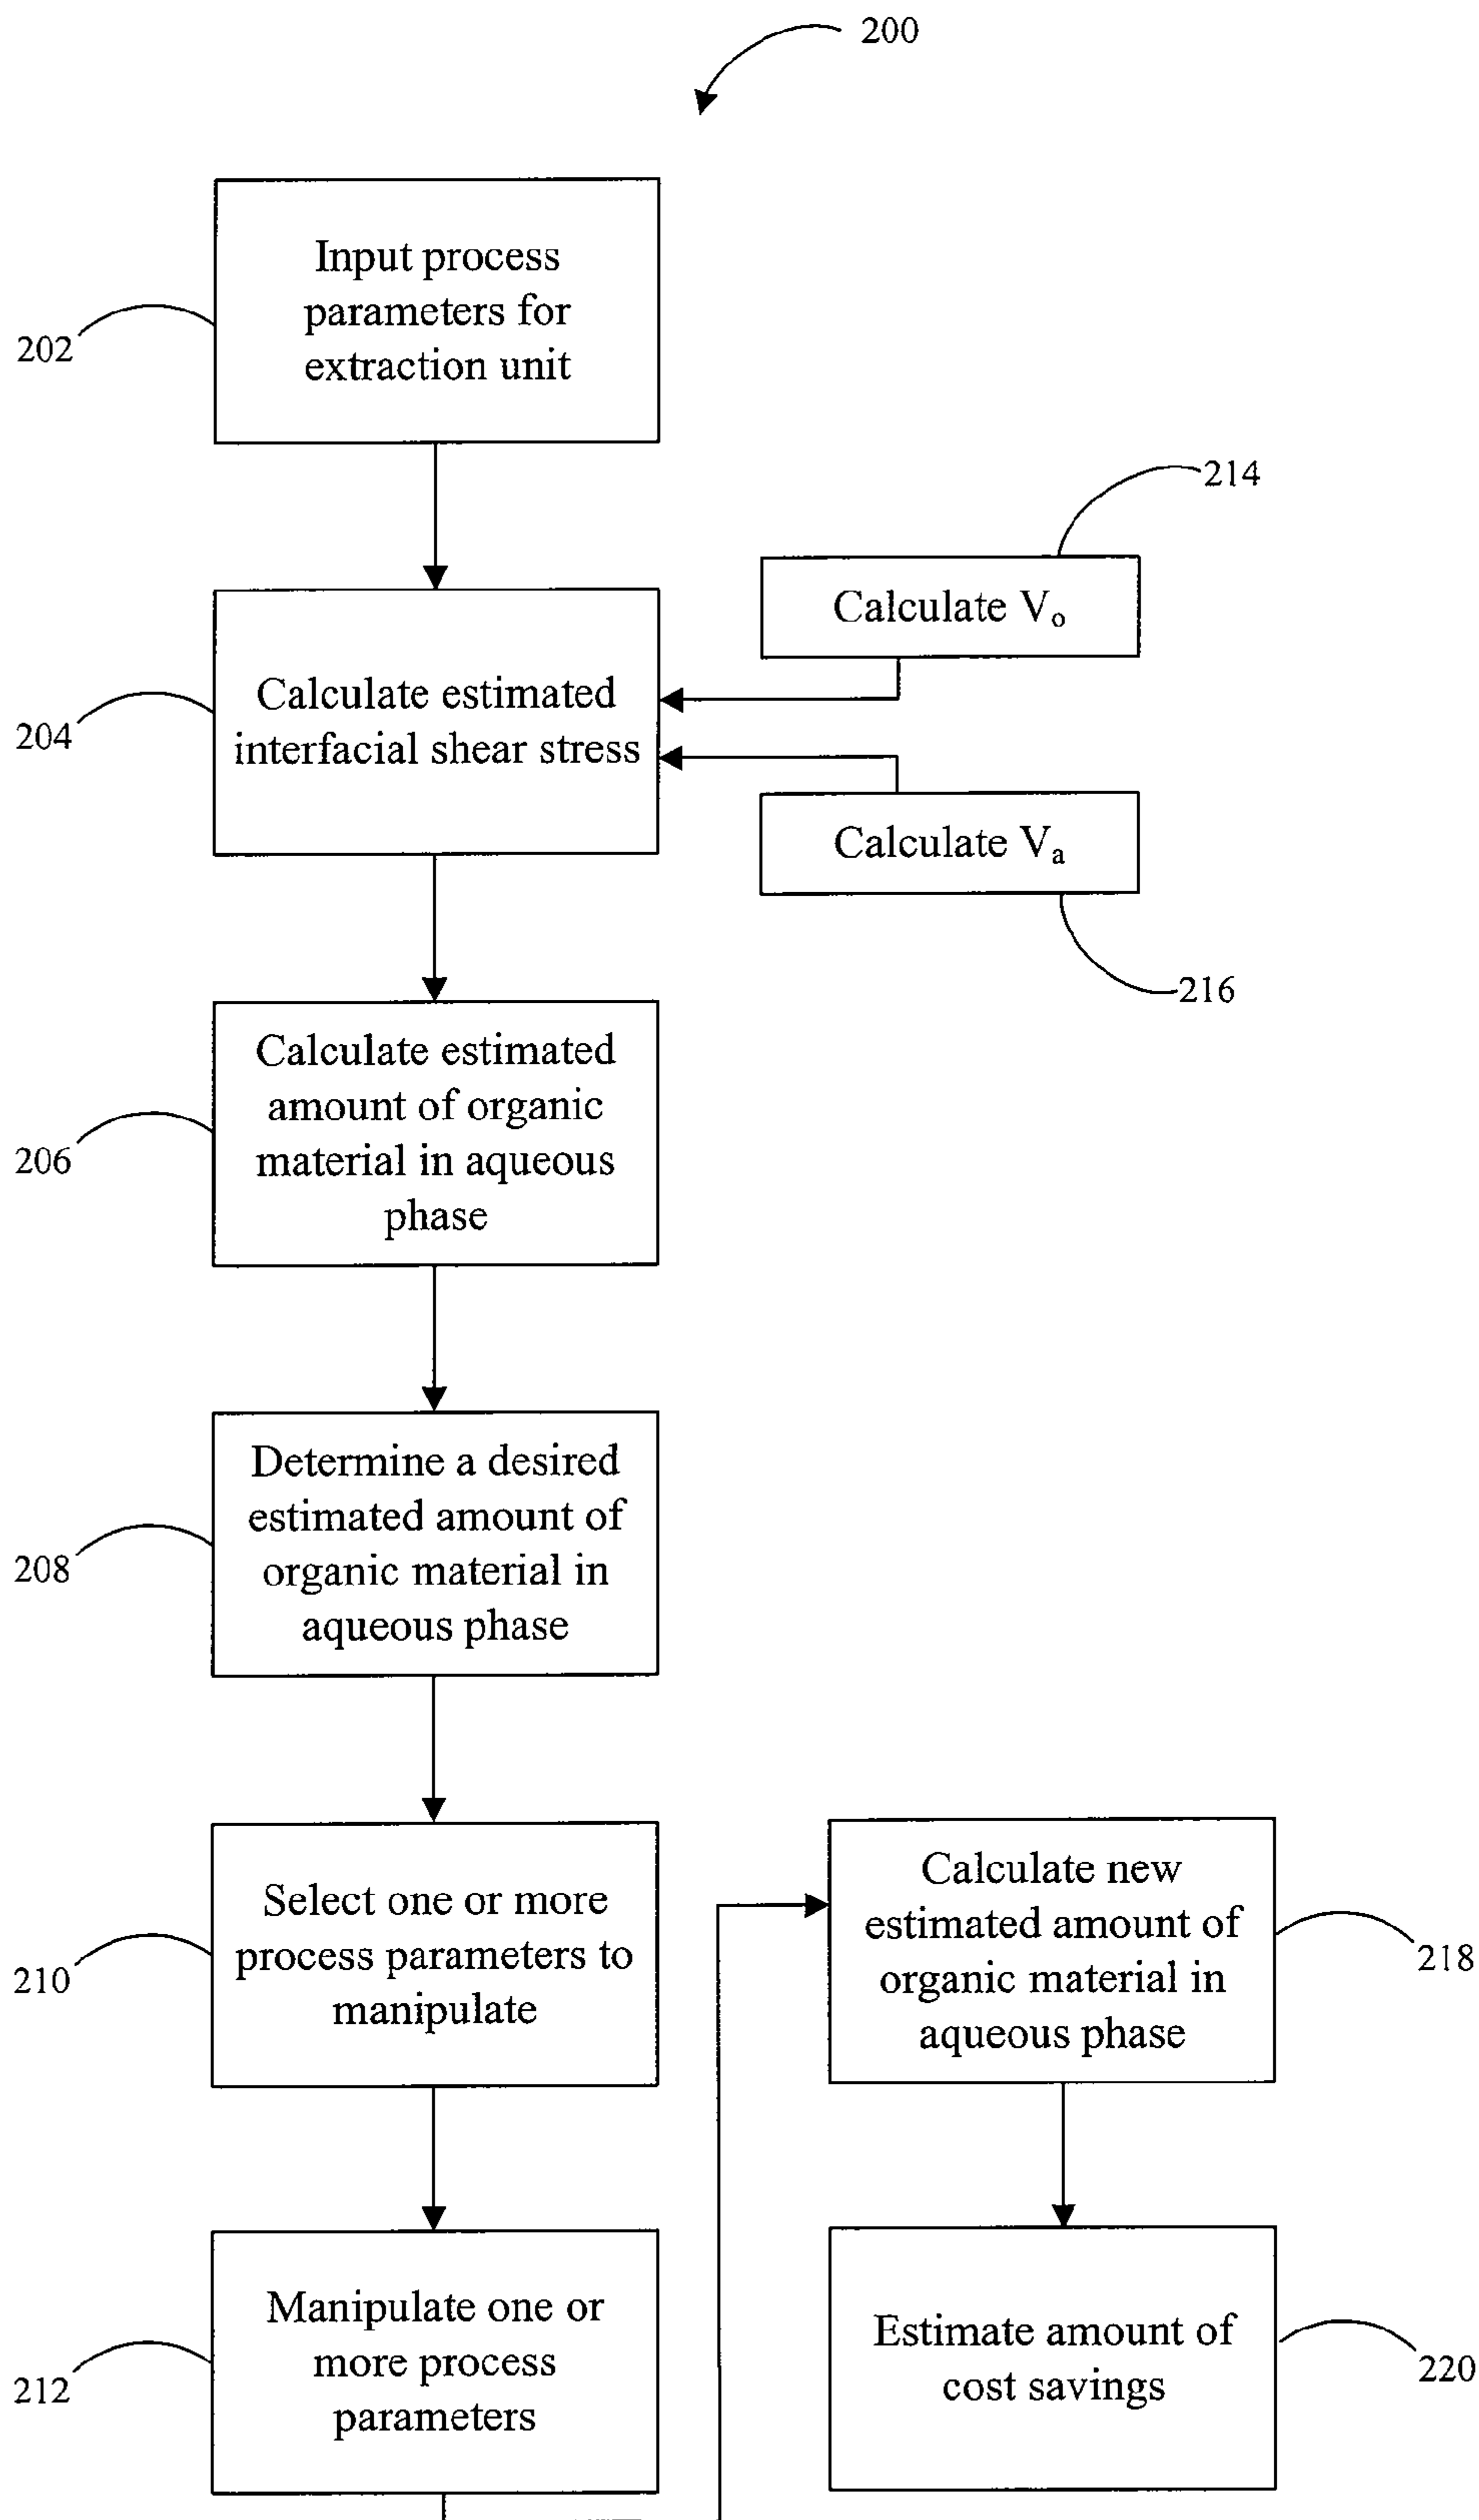 200
Input process
parameters for
extraction unit
202
214
Calculate Vₒ
Calculate estimated
interfacial shear stress
204
Calculate Vₐ
216
Calculate estimated
amount of organic
material in aqueous
phase
206
Determine a desired
estimated amount of
organic material in
aqueous phase
208
Select one or more
process parameters to
manipulate
210
Calculate new
estimated amount of
organic material in
aqueous phase
218
Manipulate one or
more process
parameters
212
Estimate amount of
cost savings
220